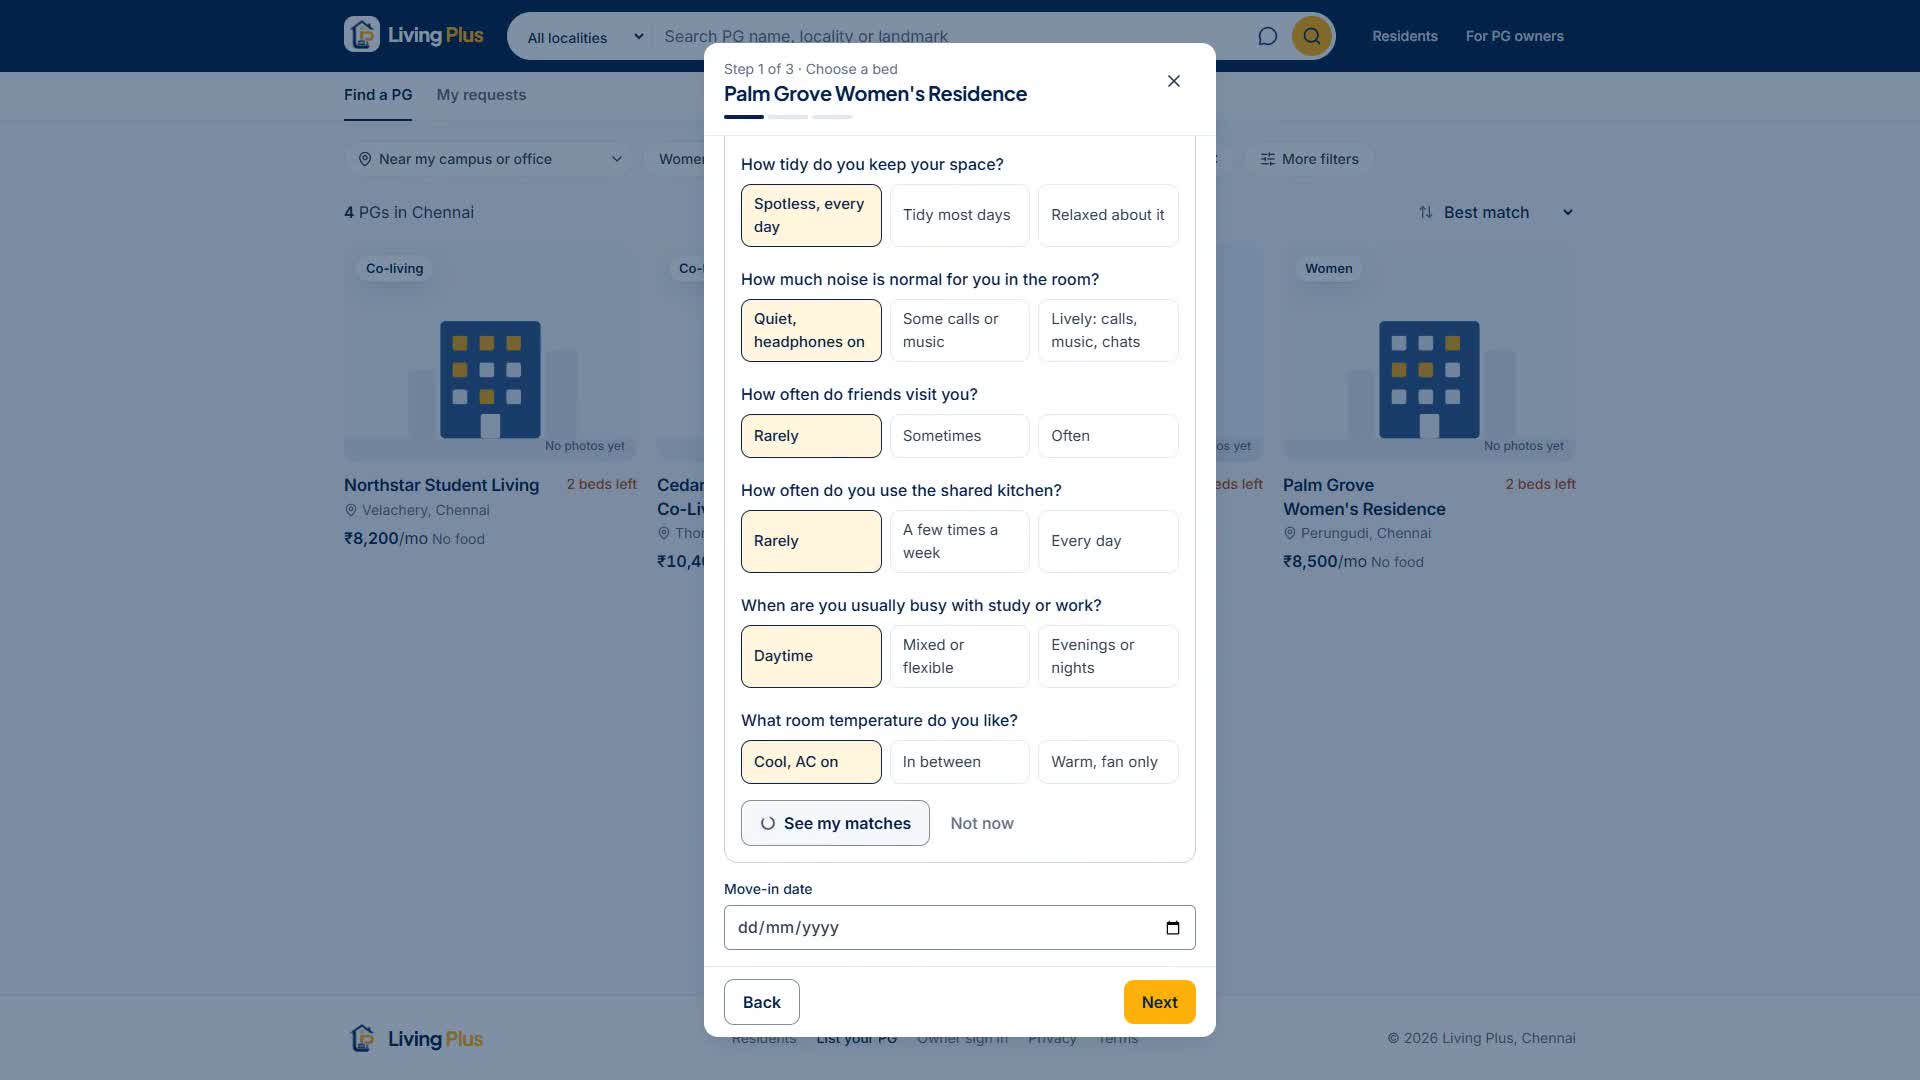 Living Plus
All localities
Search PG name, locality or landmark
Residents
For PG owners
Find a PG
My requests
Near my campus or office
More filters
4 PGs in Chennai
Best match
Step 1 of 3 · Choose a bed
Palm Grove Women's Residence
How tidy do you keep your space?
Spotless, every
day
Tidy most days
Relaxed about it
How much noise is normal for you in the room?
Quiet,
headphones on
Some calls or
music
Lively: calls,
music, chats
How often do friends visit you?
Rarely
Sometimes
Often
How often do you use the shared kitchen?
Rarely
A few times a
week
Every day
When are you usually busy with study or work?
Daytime
Mixed or
flexible
Evenings or
nights
What room temperature do you like?
Cool, AC on
In between
Warm, fan only
See my matches
Not now
Move-in date
dd/mm/yyyy
Back
Next
Co-living
No photos yet
Northstar Student Living
2 beds left
Velachery, Chennai
₹8,200/mo No food
Women
No photos yet
Palm Grove
Women's Residence
2 beds left
Perungudi, Chennai
₹8,500/mo No food
Living Plus
Residents
List your PG
Owner sign in
Privacy
Terms
© 2026 Living Plus, Chennai